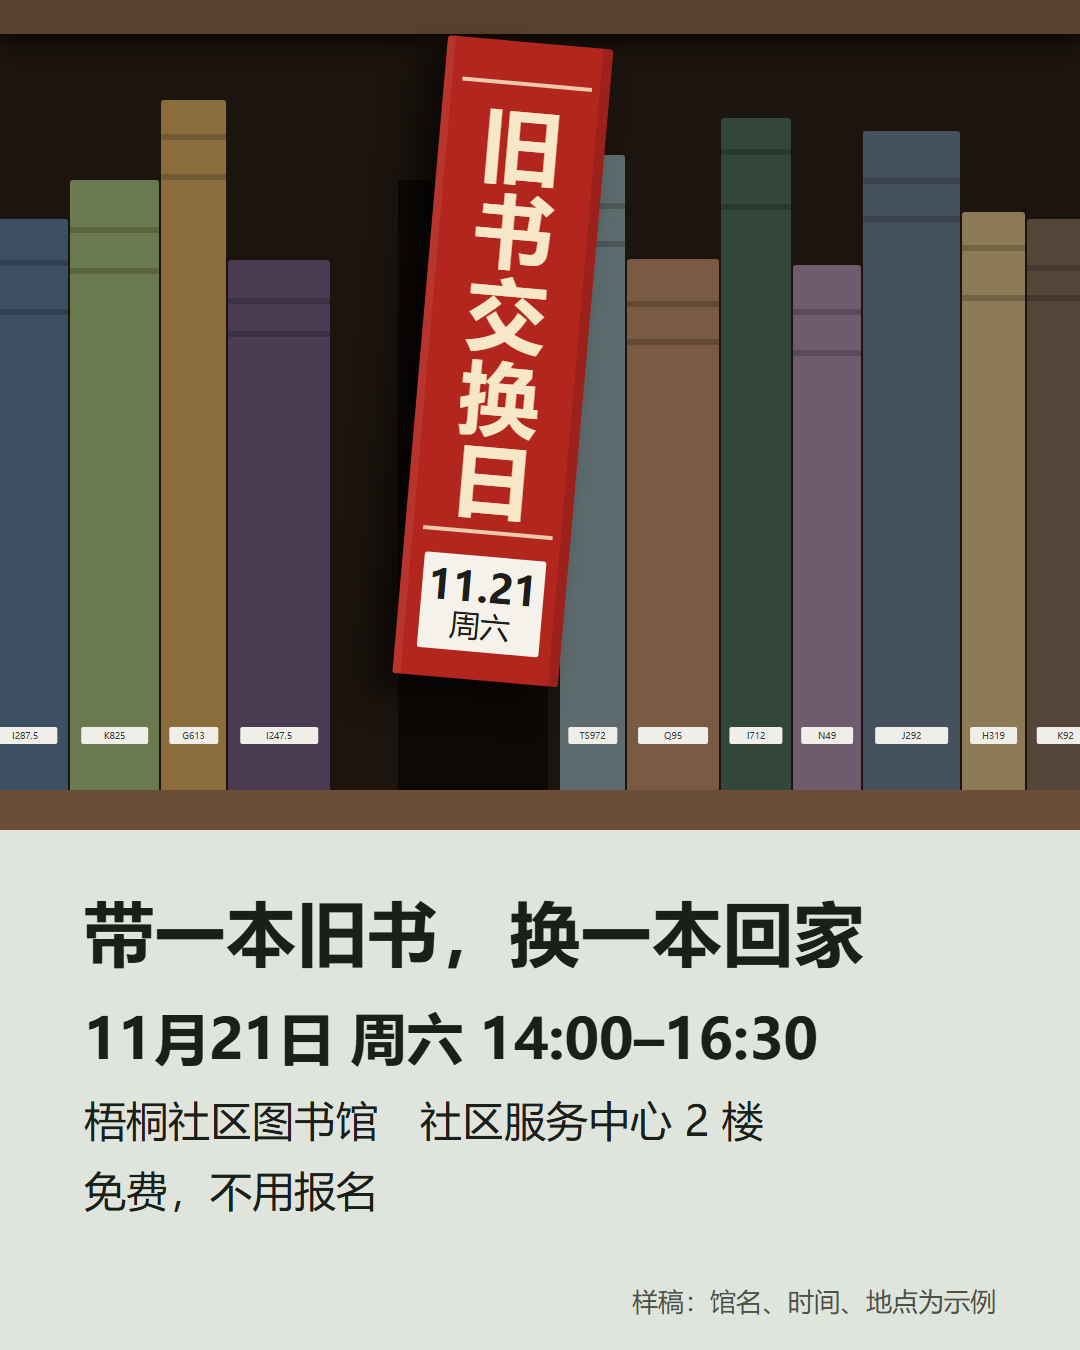 旧书交换日
11.21
周六
I287.5
K825
G613
I247.5
TS972
Q95
I712
N49
J292
H319
K92
带一本旧书，换一本回家
11月21日 周六 14:00–16:30
梧桐社区图书馆　社区服务中心 2 楼
免费，不用报名
样稿：馆名、时间、地点为示例